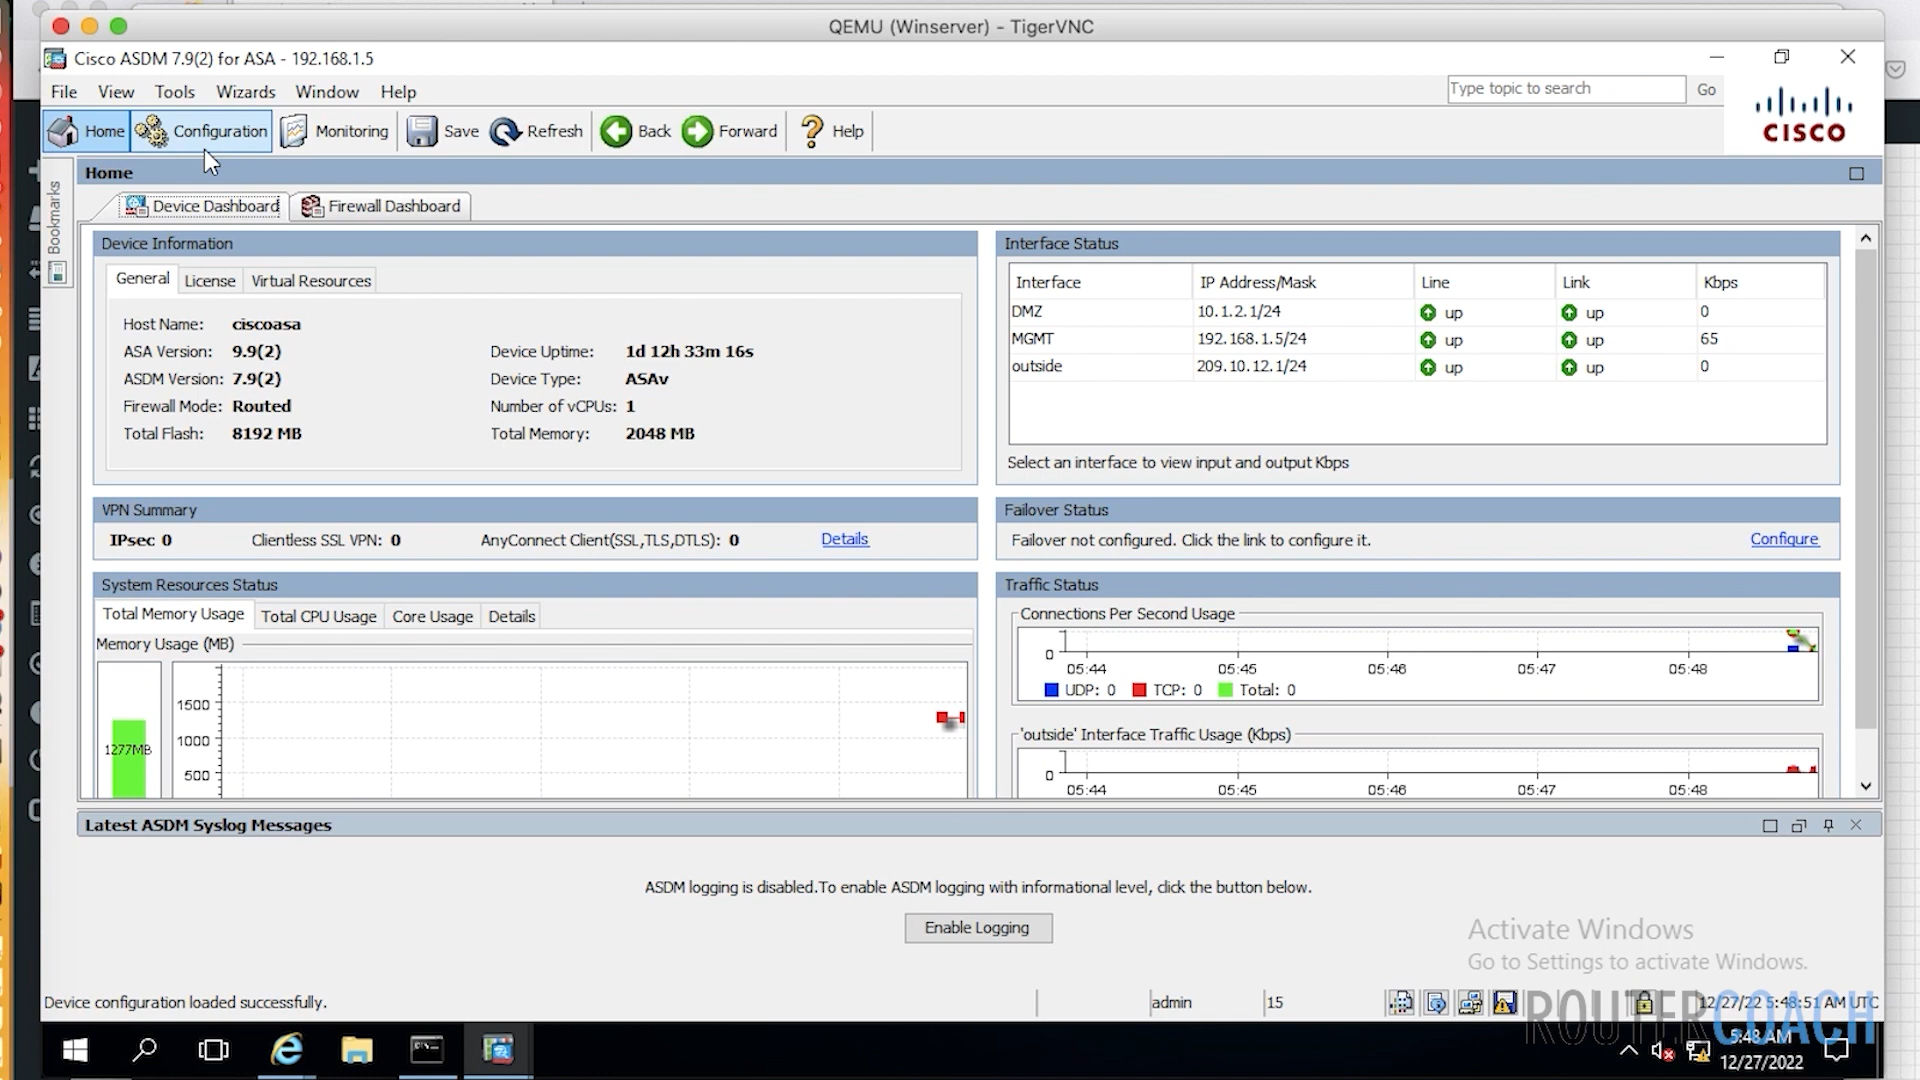 QEMU (Winserver) - TigerVNC
Cisco ASDM 7.9(2) for ASA - 192.168.1.5
File View Tools Wizards Window Help
Type topic to search Go
CISCO
Home Configuration Monitoring Save Refresh Back Forward Help
Bookmarks
Home
Device Dashboard Firewall Dashboard
Device Information
General License Virtual Resources
Host Name: ciscoasa
ASA Version: 9.9(2) Device Uptime: 1d 12h 33m 16s
ASDM Version: 7.9(2) Device Type: ASAv
Firewall Mode: Routed Number of vCPUs: 1
Total Flash: 8192 MB Total Memory: 2048 MB
Interface Status
Interface IP Address/Mask Line Link Kbps
DMZ 10.1.2.1/24 up up 0
MGMT 192.168.1.5/24 up up 65
outside 209.10.12.1/24 up up 0
Select an interface to view input and output Kbps
VPN Summary
IPsec 0 Clientless SSL VPN: 0 AnyConnect Client(SSL,TLS,DTLS): 0 Details
Failover Status
Failover not configured. Click the link to configure it. Configure
System Resources Status
Total Memory Usage Total CPU Usage Core Usage Details
Memory Usage (MB)
1277MB
1500
1000
500
Traffic Status
Connections Per Second Usage
0
05:44 05:45 05:46 05:47 05:48
UDP: 0 TCP: 0 Total: 0
'outside' Interface Traffic Usage (Kbps)
0
05:44 05:45 05:46 05:47 05:48
Latest ASDM Syslog Messages
ASDM logging is disabled.To enable ASDM logging with informational level, click the button below.
Enable Logging
Activate Windows
Go to Settings to activate Windows.
Device configuration loaded successfully. admin 15 12/27/22 5:48:51 AM UTC
ROUTERCOACH
5:48 AM
12/27/2022